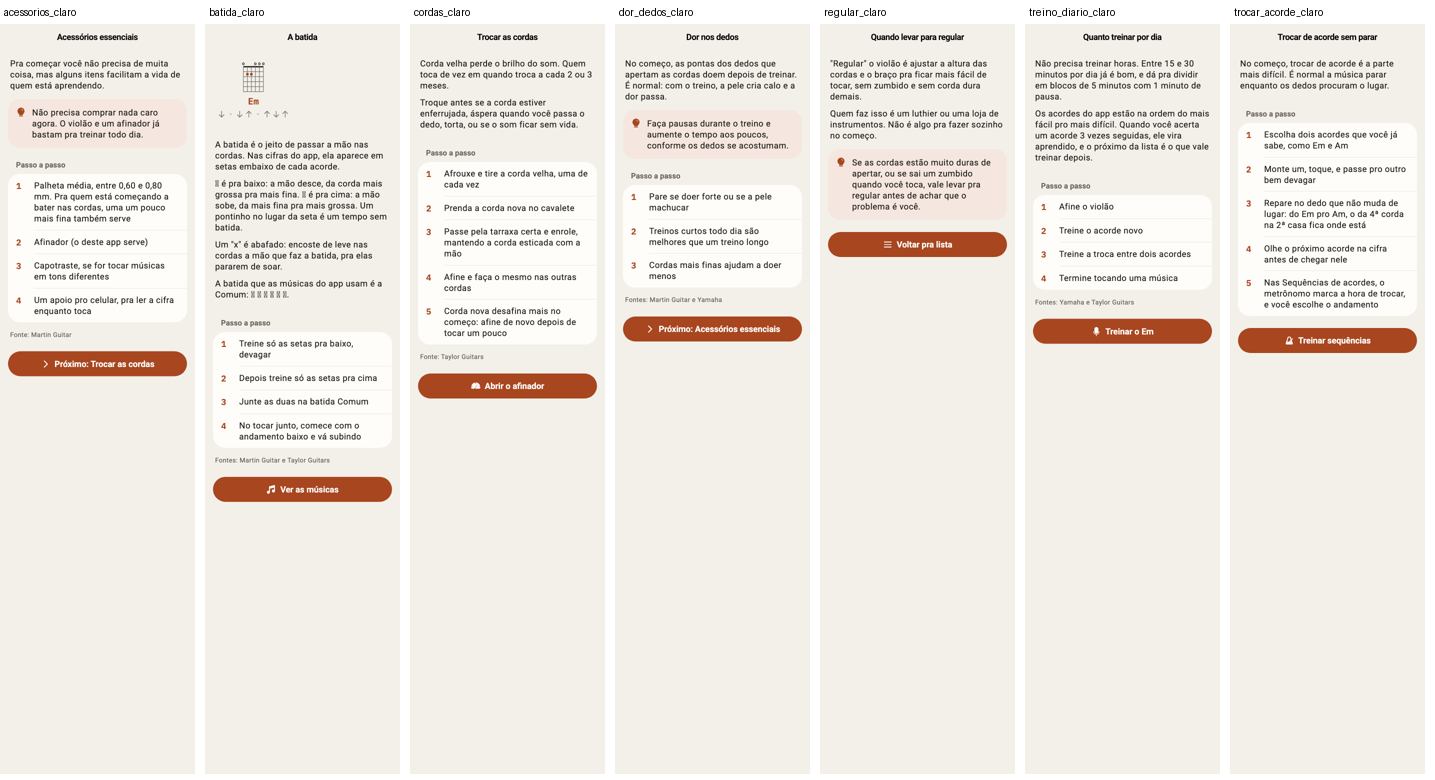 acessorios_claro
Acessórios essenciais
Pra começar você não precisa de muita
coisa, mas alguns itens facilitam a vida de
quem está aprendendo.
Não precisa comprar nada caro
agora. O violão e um afinador já
bastam pra treinar todo dia.
Passo a passo
1 Palheta média, entre 0,60 e 0,80
mm. Pra quem está começando a
bater nas cordas, uma um pouco
mais fina também serve
2 Afinador (o deste app serve)
3 Capotraste, se for tocar músicas
em tons diferentes
4 Um apoio pro celular, pra ler a cifra
enquanto toca
Fonte: Martin Guitar
Próximo: Trocar as cordas
batida_claro
A batida
Em
↓ · ↓ ↑ · ↑ ↓ ↑
A batida é o jeito de passar a mão nas
cordas. Nas cifras do app, ela aparece em
setas embaixo de cada acorde.
é pra baixo: a mão desce, da corda mais
grossa pra mais fina. é pra cima: a mão
sobe, da mais fina pra mais grossa. Um
pontinho no lugar da seta é um tempo sem
batida.
Um "x" é abafado: encoste de leve nas
cordas a mão que faz a batida, pra elas
pararem de soar.
A batida que as músicas do app usam é a
Comum: .
Passo a passo
1 Treine só as setas pra baixo,
devagar
2 Depois treine só as setas pra cima
3 Junte as duas na batida Comum
4 No tocar junto, comece com o
andamento baixo e vá subindo
Fontes: Martin Guitar e Taylor Guitars
Ver as músicas
cordas_claro
Trocar as cordas
Corda velha perde o brilho do som. Quem
toca de vez em quando troca a cada 2 ou 3
meses.
Troque antes se a corda estiver
enferrujada, áspera quando você passa o
dedo, torta, ou se o som ficar sem vida.
Passo a passo
1 Afrouxe e tire a corda velha, uma de
cada vez
2 Prenda a corda nova no cavalete
3 Passe pela tarraxa certa e enrole,
mantendo a corda esticada com a
mão
4 Afine e faça o mesmo nas outras
cordas
5 Corda nova desafina mais no
começo: afine de novo depois de
tocar um pouco
Fonte: Taylor Guitars
Abrir o afinador
dor_dedos_claro
Dor nos dedos
No começo, as pontas dos dedos que
apertam as cordas doem depois de treinar.
É normal: com o treino, a pele cria calo e a
dor passa.
Faça pausas durante o treino e
aumente o tempo aos poucos,
conforme os dedos se acostumam.
Passo a passo
1 Pare se doer forte ou se a pele
machucar
2 Treinos curtos todo dia são
melhores que um treino longo
3 Cordas mais finas ajudam a doer
menos
Fontes: Martin Guitar e Yamaha
Próximo: Acessórios essenciais
regular_claro
Quando levar para regular
"Regular" o violão é ajustar a altura das
cordas e o braço pra ficar mais fácil de
tocar, sem zumbido e sem corda dura
demais.
Quem faz isso é um luthier ou uma loja de
instrumentos. Não é algo pra fazer sozinho
no começo.
Se as cordas estão muito duras de
apertar, ou se sai um zumbido
quando você toca, vale levar pra
regular antes de achar que o
problema é você.
Voltar pra lista
treino_diario_claro
Quanto treinar por dia
Não precisa treinar horas. Entre 15 e 30
minutos por dia já é bom, e dá pra dividir
em blocos de 5 minutos com 1 minuto de
pausa.
Os acordes do app estão na ordem do mais
fácil pro mais difícil. Quando você acerta
um acorde 3 vezes seguidas, ele vira
aprendido, e o próximo da lista é o que vale
treinar depois.
Passo a passo
1 Afine o violão
2 Treine o acorde novo
3 Treine a troca entre dois acordes
4 Termine tocando uma música
Fontes: Yamaha e Taylor Guitars
Treinar o Em
trocar_acorde_claro
Trocar de acorde sem parar
No começo, trocar de acorde é a parte
mais difícil. É normal a música parar
enquanto os dedos procuram o lugar.
Passo a passo
1 Escolha dois acordes que você já
sabe, como Em e Am
2 Monte um, toque, e passe pro outro
bem devagar
3 Repare no dedo que não muda de
lugar: do Em pro Am, o da 4ª corda
na 2ª casa fica onde está
4 Olhe o próximo acorde na cifra
antes de chegar nele
5 Nas Sequências de acordes, o
metrônomo marca a hora de trocar,
e você escolhe o andamento
Treinar sequências